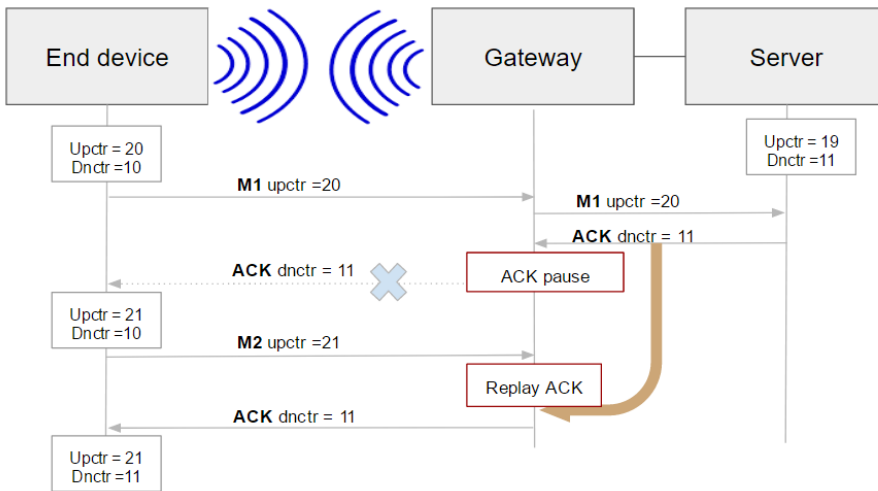 End device
Gateway
Server
Upctr = 20
Dnctr =10
Upctr = 19
Dnctr =11
M1 upctr =20
M1 upctr =20
ACK dnctr = 11
ACK dnctr = 11
ACK pause
Upctr = 21
Dnctr =10
M2 upctr =21
Replay ACK
ACK dnctr = 11
Upctr = 21
Dnctr =11